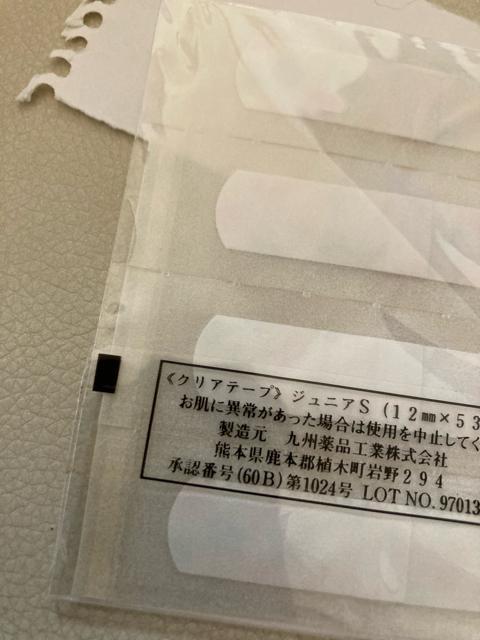 《クリアテープ》ジュニアS (12㎜×53
お肌に異常があった場合は使用を中止してく
製造元 九州薬品工業株式会社
熊本県鹿本郡植木町岩野294
承認番号(60B)第1024号 LOT NO.97013